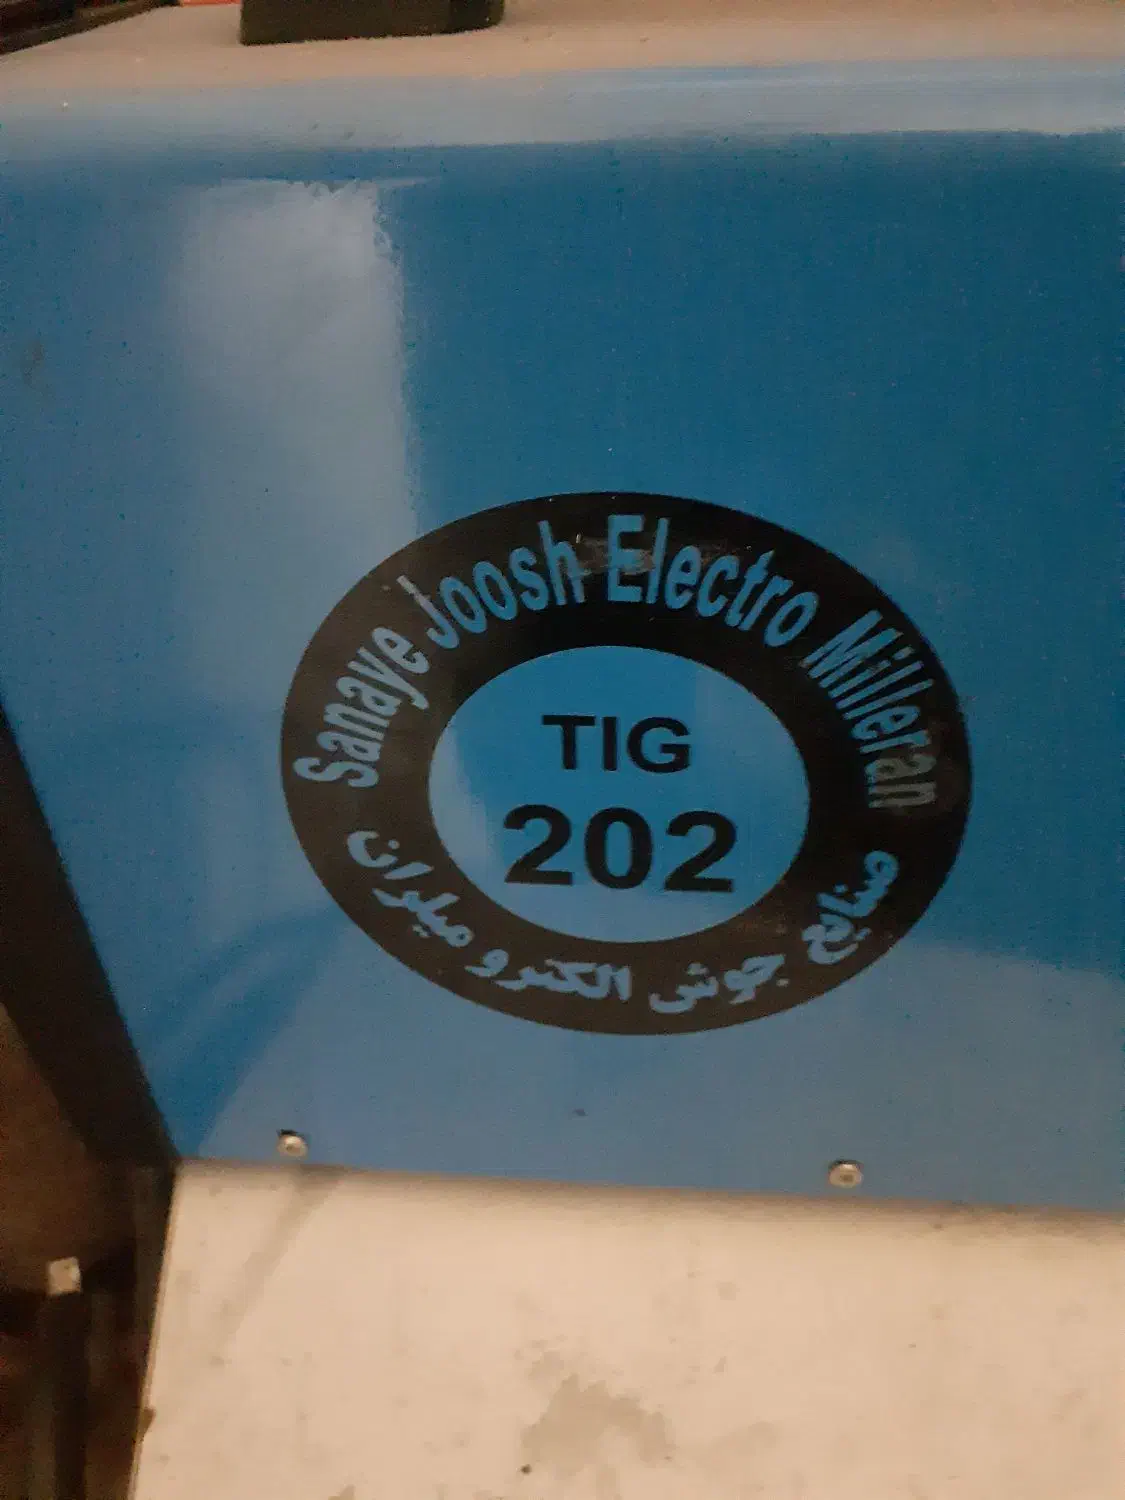 Sanaye Joosh Electro Milleran
TIG
202
صنایع جوش الکترو میلران